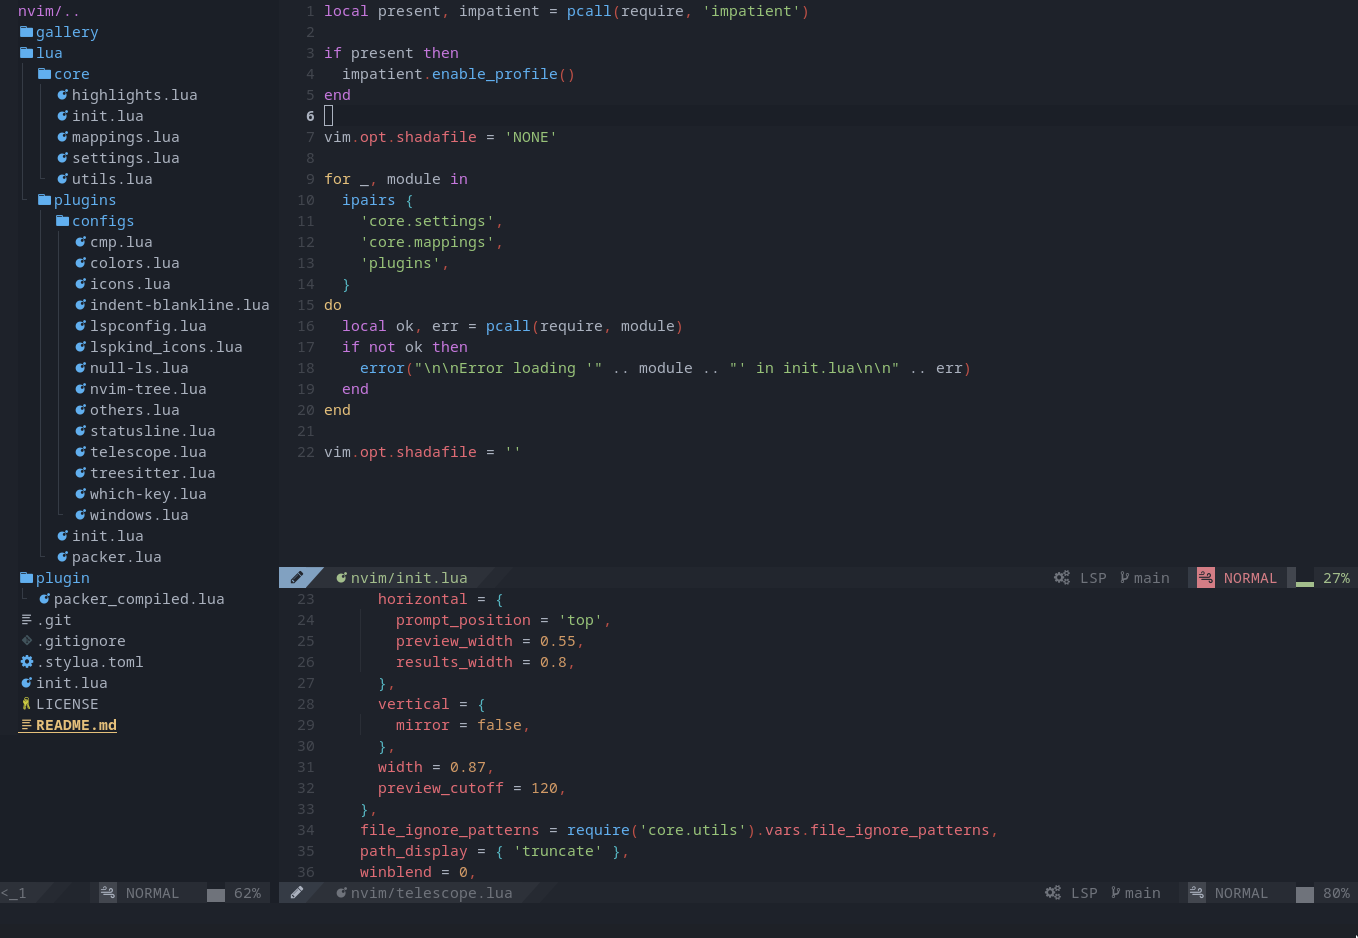 nvim/..
gallery
lua
core
highlights.lua
init.lua
mappings.lua
settings.lua
utils.lua
plugins
configs
cmp.lua
colors.lua
icons.lua
indent-blankline.lua
lspconfig.lua
lspkind_icons.lua
null-ls.lua
nvim-tree.lua
others.lua
statusline.lua
telescope.lua
treesitter.lua
which-key.lua
windows.lua
init.lua
packer.lua
plugin
packer_compiled.lua
.git
.gitignore
.stylua.toml
init.lua
LICENSE
README.md
<_1 NORMAL 62%
1 local present, impatient = pcall(require, 'impatient')
2
3 if present then
4   impatient.enable_profile()
5 end
6
7 vim.opt.shadafile = 'NONE'
8
9 for _, module in
10   ipairs {
11     'core.settings',
12     'core.mappings',
13     'plugins',
14   }
15 do
16   local ok, err = pcall(require, module)
17   if not ok then
18     error("\n\nError loading '" .. module .. "' in init.lua\n\n" .. err)
19   end
20 end
21
22 vim.opt.shadafile = ''
nvim/init.lua LSP main NORMAL 27%
23       horizontal = {
24         prompt_position = 'top',
25         preview_width = 0.55,
26         results_width = 0.8,
27       },
28       vertical = {
29         mirror = false,
30       },
31       width = 0.87,
32       preview_cutoff = 120,
33     },
34     file_ignore_patterns = require('core.utils').vars.file_ignore_patterns,
35     path_display = { 'truncate' },
36     winblend = 0,
nvim/telescope.lua LSP main NORMAL 80%